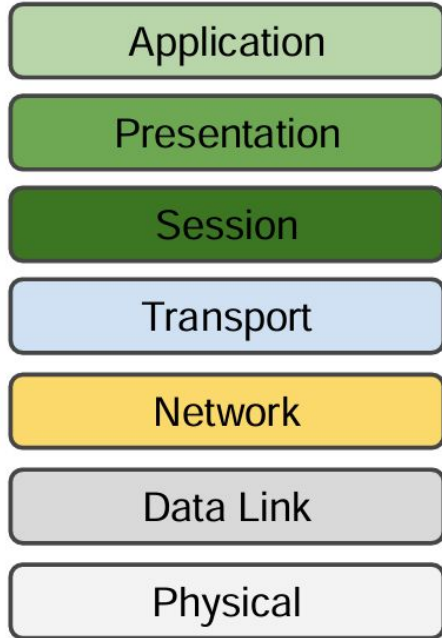 Application
Presentation
Session
Transport
Network
Data Link
Physical